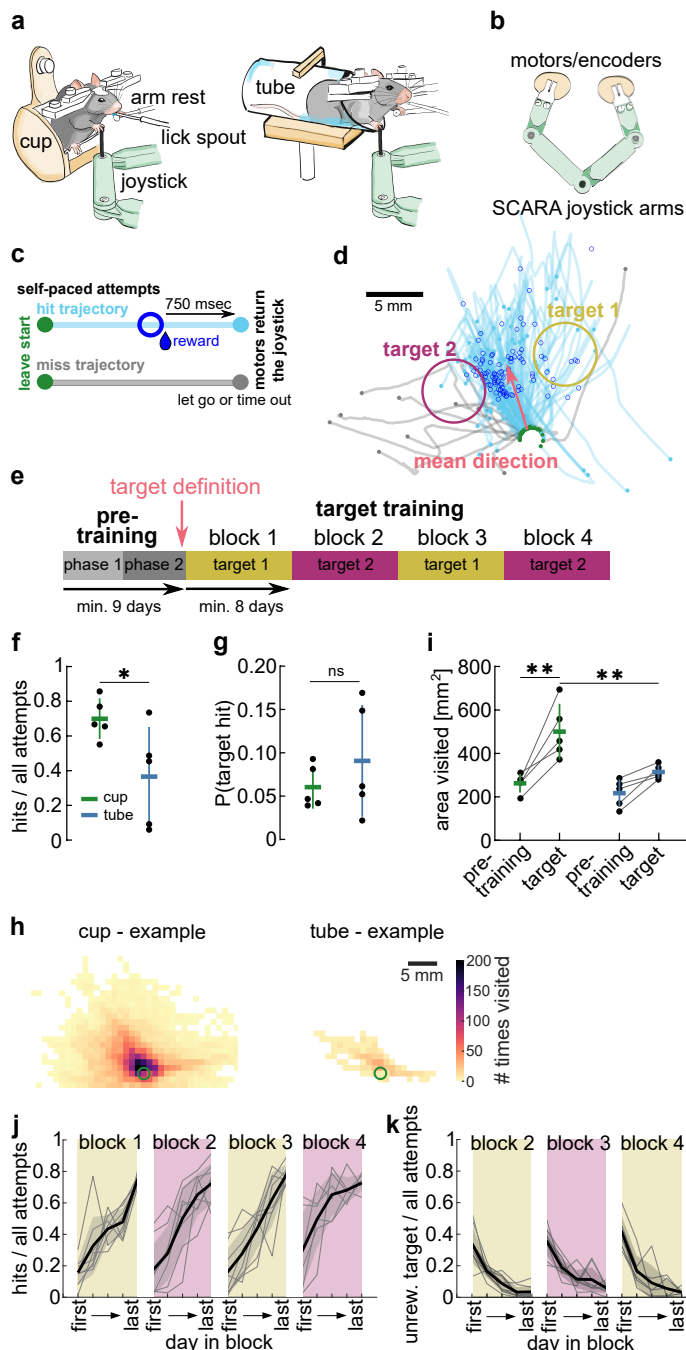 a
arm rest
cup
lick spout
joystick
tube
b
motors/encoders
SCARA joystick arms
c
self-paced attempts
hit trajectory
750 msec
reward
leave start
miss trajectory
let go or time out
motors return
the joystick
d
5 mm
target 1
target 2
mean direction
e
target definition
pre-
training
target training
block 1
block 2
block 3
block 4
phase 1
phase 2
target 1
target 2
target 1
target 2
min. 9 days
min. 8 days
f
hits / all attempts
1
0.8
0.6
0.4
0.2
0
*
cup
tube
g
P(target hit)
0.20
0.15
0.10
0.05
0
ns
i
area visited [mm²]
800
600
400
200
0
**
**
pre-
training
target
pre-
training
target
h
cup - example
tube - example
5 mm
200
150
100
50
0
# times visited
j
hits / all attempts
1
0.8
0.6
0.4
0.2
0
block 1
block 2
block 3
block 4
first
last
first
last
first
last
first
last
day in block
k
unrew. target / all attempts
1
0.8
0.6
0.4
0.2
0
block 2
block 3
block 4
first
last
first
last
first
last
day in block